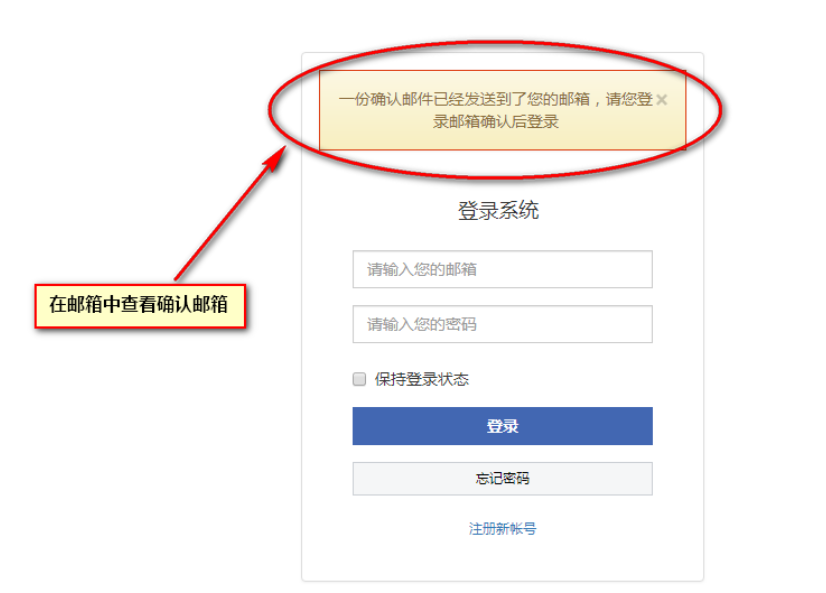 一份确认邮件已经发送到了您的邮箱，请您登
录邮箱确认后登录
登录系统
请输入您的邮箱
在邮箱中查看确认邮箱
请输入您的密码
保持登录状态
登录
忘记密码
注册新帐号